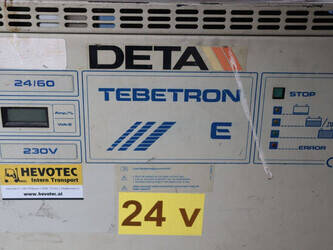 DETA
24/60
TEBETRON
STOP
E
230V
ERROR
HEVOTEC
Intern Transport
www.hevotec.nl
24 v